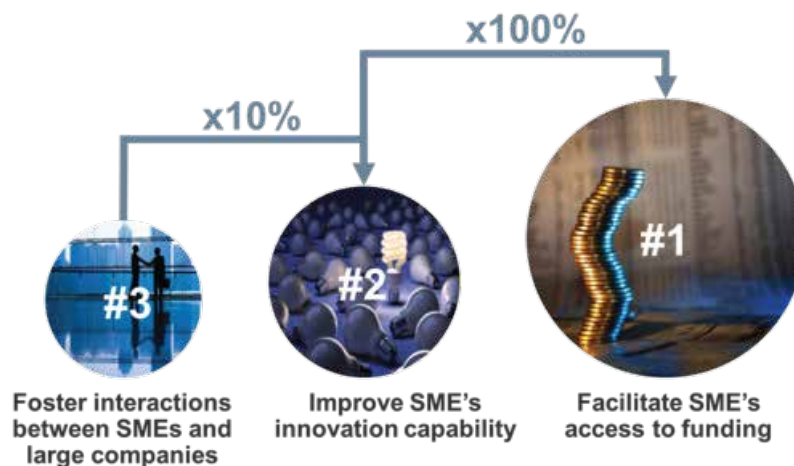 x100%
x10%
#3
#2
#1
Foster interactions
between SMEs and
large companies
Improve SME's
innovation capability
Facilitate SME's
access to funding